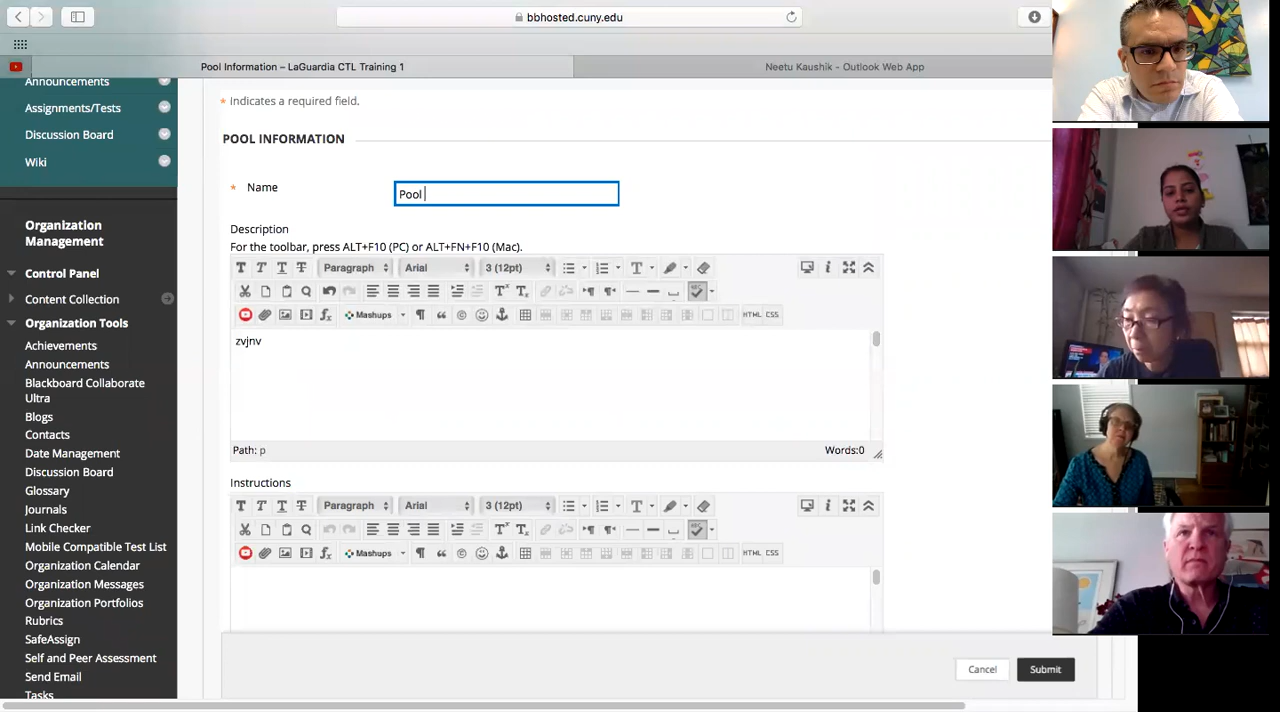 bbhosted.cuny.edu
Pool Information – LaGuardia CTL Training 1
Neetu Kaushik - Outlook Web App
Announcements
Assignments/Tests
Discussion Board
Wiki
Organization
Management
Control Panel
Content Collection
Organization Tools
Achievements
Announcements
Blackboard Collaborate
Ultra
Blogs
Contacts
Date Management
Discussion Board
Glossary
Journals
Link Checker
Mobile Compatible Test List
Organization Calendar
Organization Messages
Organization Portfolios
Rubrics
SafeAssign
Self and Peer Assessment
Send Email
Tasks
* Indicates a required field.
POOL INFORMATION
* Name
Pool
Description
For the toolbar, press ALT+F10 (PC) or ALT+FN+F10 (Mac).
T T T T Paragraph Arial 3 (12pt) T
Mashups HTML CSS
zvjnv
Path: p Words:0
Instructions
T T T T Paragraph Arial 3 (12pt) T
Mashups HTML CSS
Cancel Submit